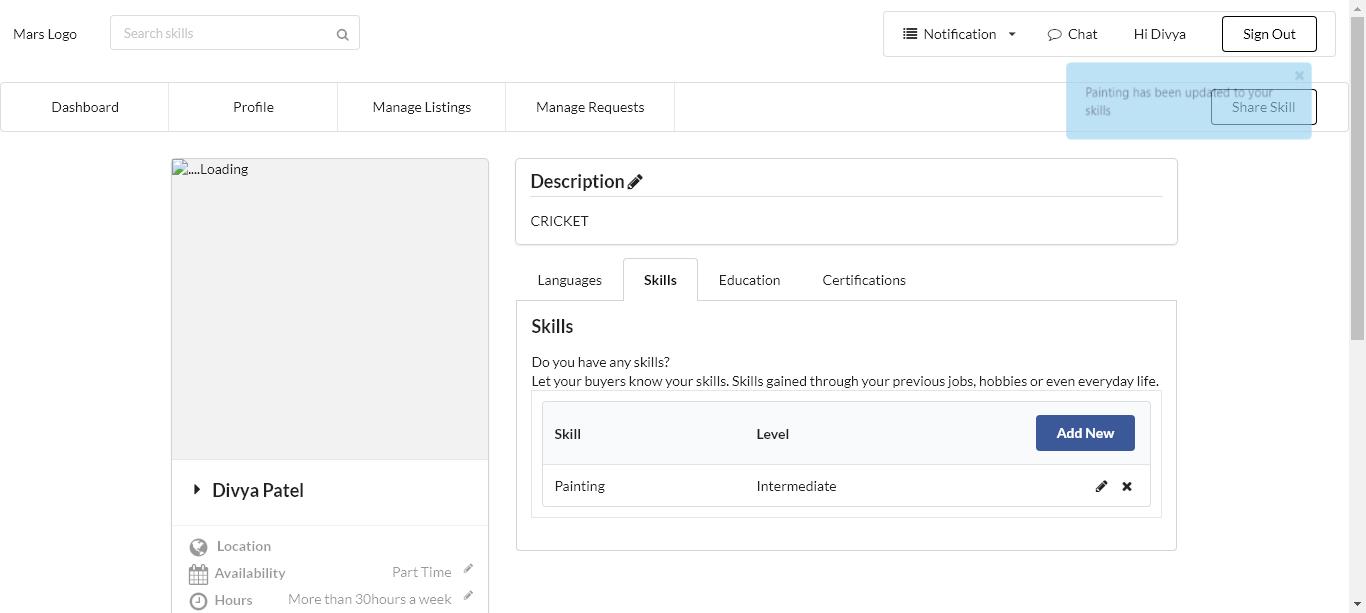 Mars Logo
Search skills
Notification
Chat
Hi Divya
Sign Out
Painting has been updated to your
skills
Dashboard
Profile
Manage Listings
Manage Requests
Share Skill
....Loading
Description
CRICKET
Languages
Skills
Education
Certifications
Skills
Do you have any skills?
Let your buyers know your skills. Skills gained through your previous jobs, hobbies or even everyday life.
Skill
Level
Add New
Painting
Intermediate
Divya Patel
Location
Availability
Part Time
Hours
More than 30hours a week